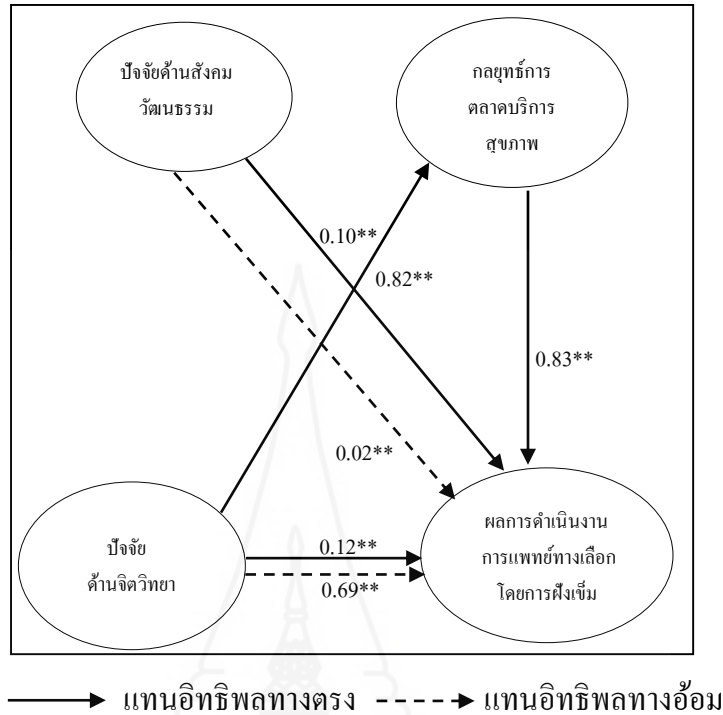 ปัจจัยด้านสังคม
วัฒนธรรม
กลยุทธ์การ
ตลาดบริการ
สุขภาพ
0.10**
0.82**
0.83**
0.02**
ปัจจัย
ด้านจิตวิทยา
0.12**
0.69**
ผลการดำเนินงาน
การแพทย์ทางเลือก
โดยการฝังเข็ม
แทนอิทธิพลทางตรง แทนอิทธิพลทางอ้อม